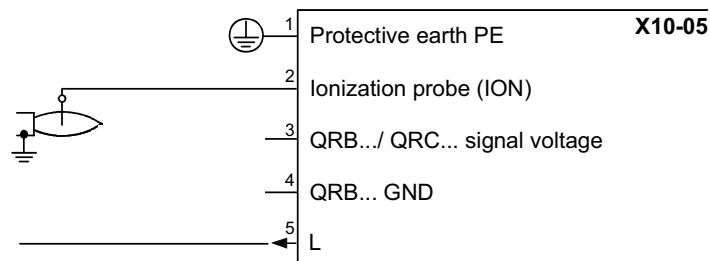 X10-05
1 Protective earth PE
2 Ionization probe (ION)
3 QRB.../ QRC... signal voltage
4 QRB... GND
5 L